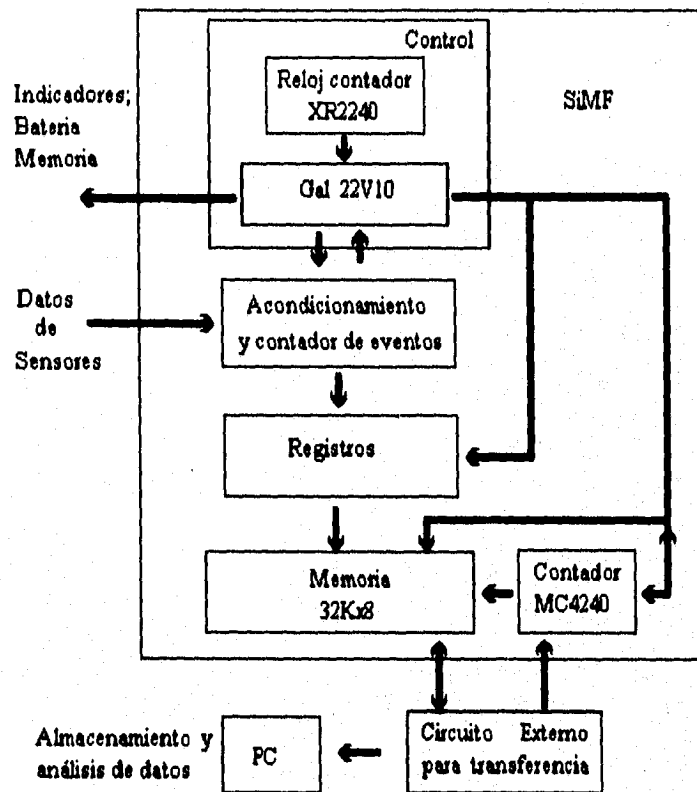 Control
Reloj contador
XR2240
Indicadores;
Bateria
Memoria
SiMF
Gal 22V10
Datos
de
Sensores
Acondicionamiento
y contador de eventos
Registros
Memoria
32Kx8
Contador
MC4240
Almacenamiento y
análisis de datos
PC
Circuito Externo
para transferencia